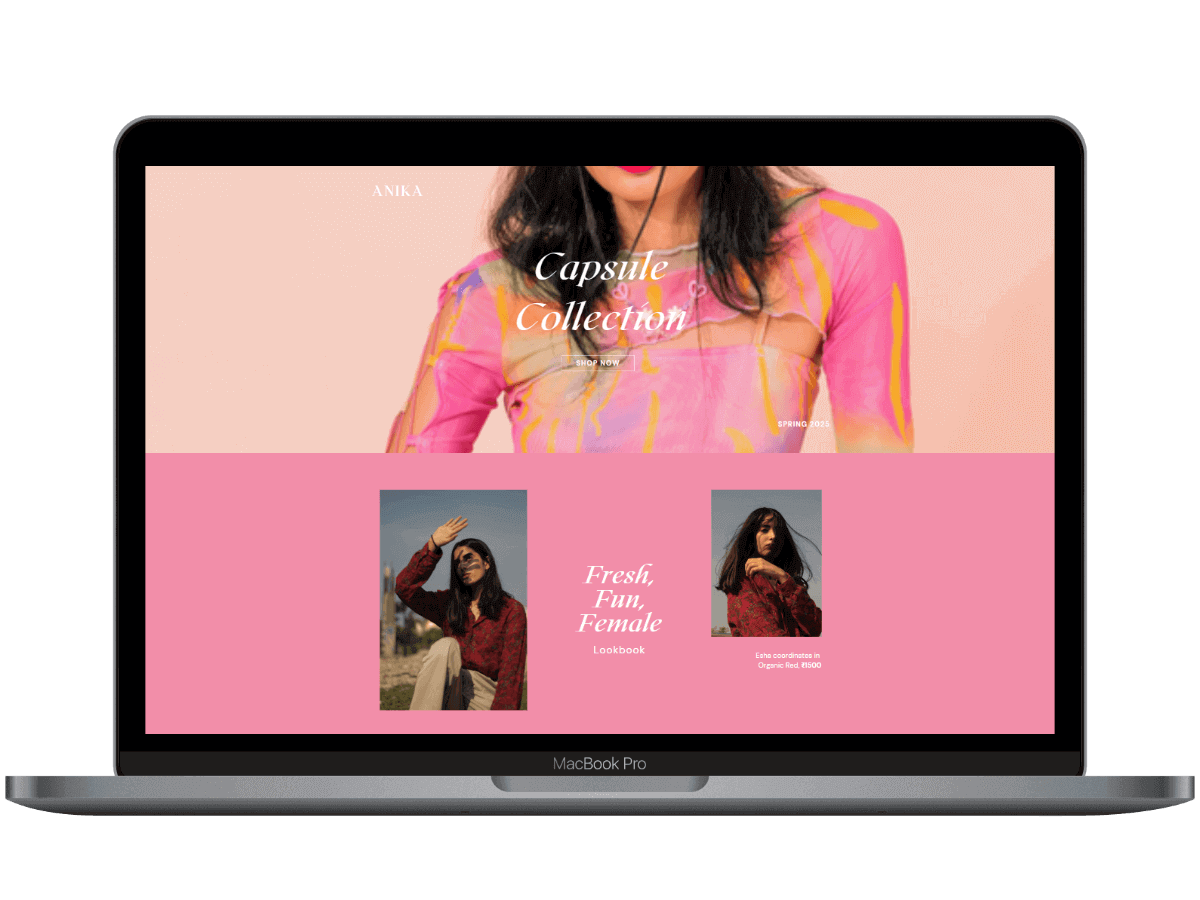 ANIKA
Capsule
Collection
SHOP NOW
SPRING 2025
Fresh,
Fun,
Female
Lookbook
Esha coordinates in
Organic Red, ₹1500
MacBook Pro